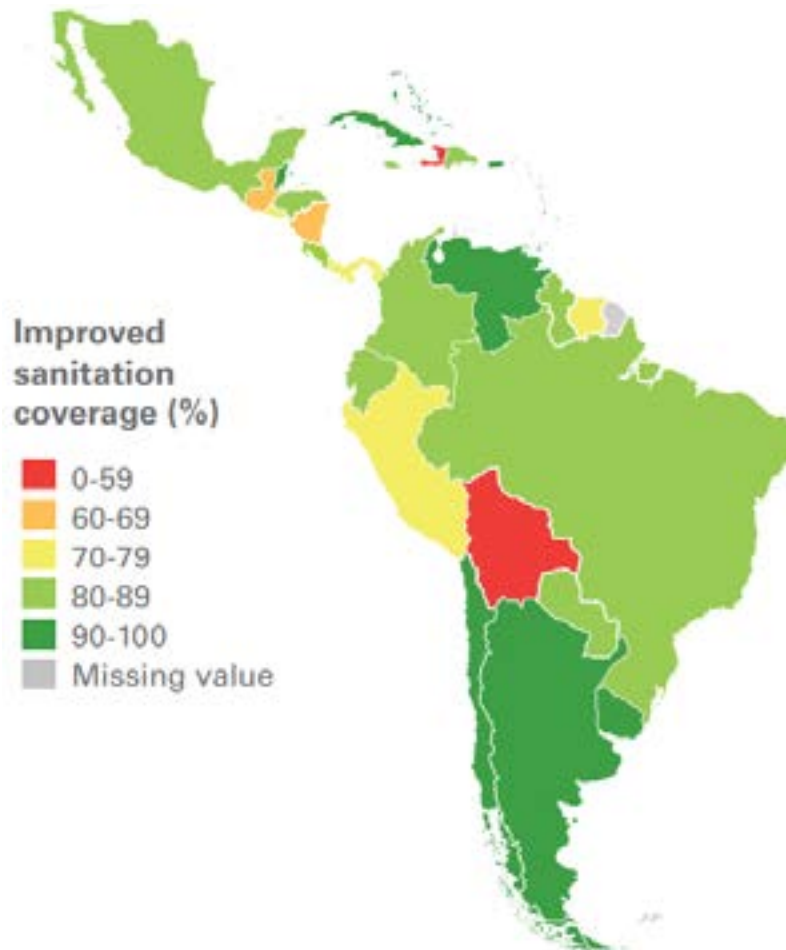 Improved
sanitation
coverage (%)
0-59
60-69
70-79
80-89
90-100
Missing value